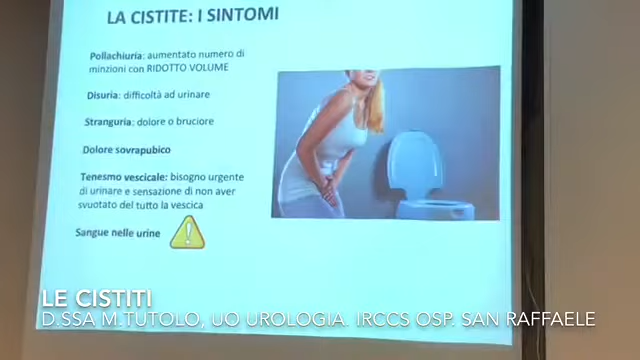 LA CISTITE: I SINTOMI
Pollachiuria: aumentato numero di
minzioni con RIDOTTO VOLUME
Disuria: difficoltà ad urinare
Stranguria: dolore o bruciore
Dolore sovrapubico
Tenesmo vescicale: bisogno urgente
di urinare e sensazione di non aver
svuotato del tutto la vescica
Sangue nelle urine
LE CISTITI
D.SSA M.TUTOLO, UO UROLOGIA. IRCCS OSP. SAN RAFFAELE